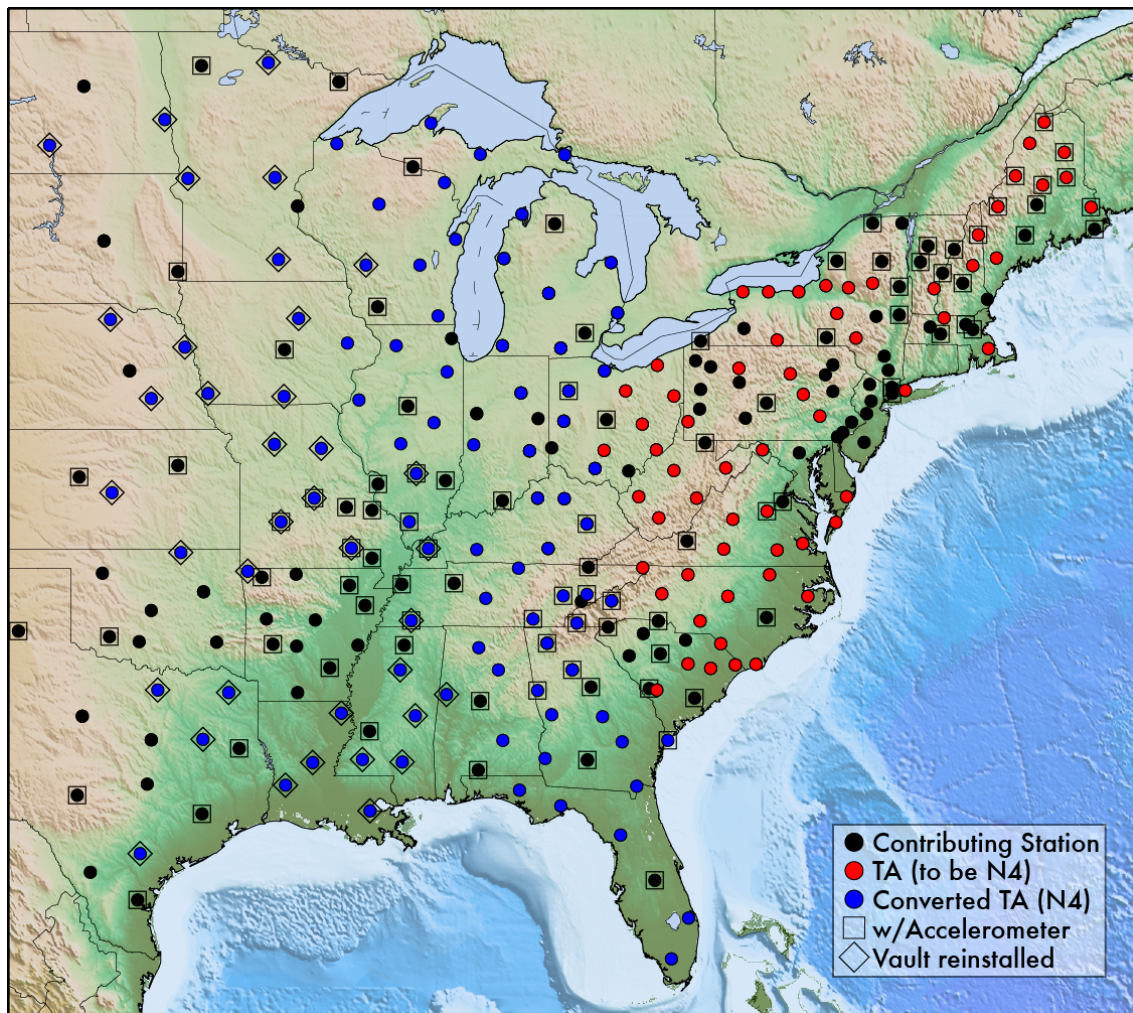 Contributing Station
TA (to be N4)
Converted TA (N4)
w/Accelerometer
Vault reinstalled